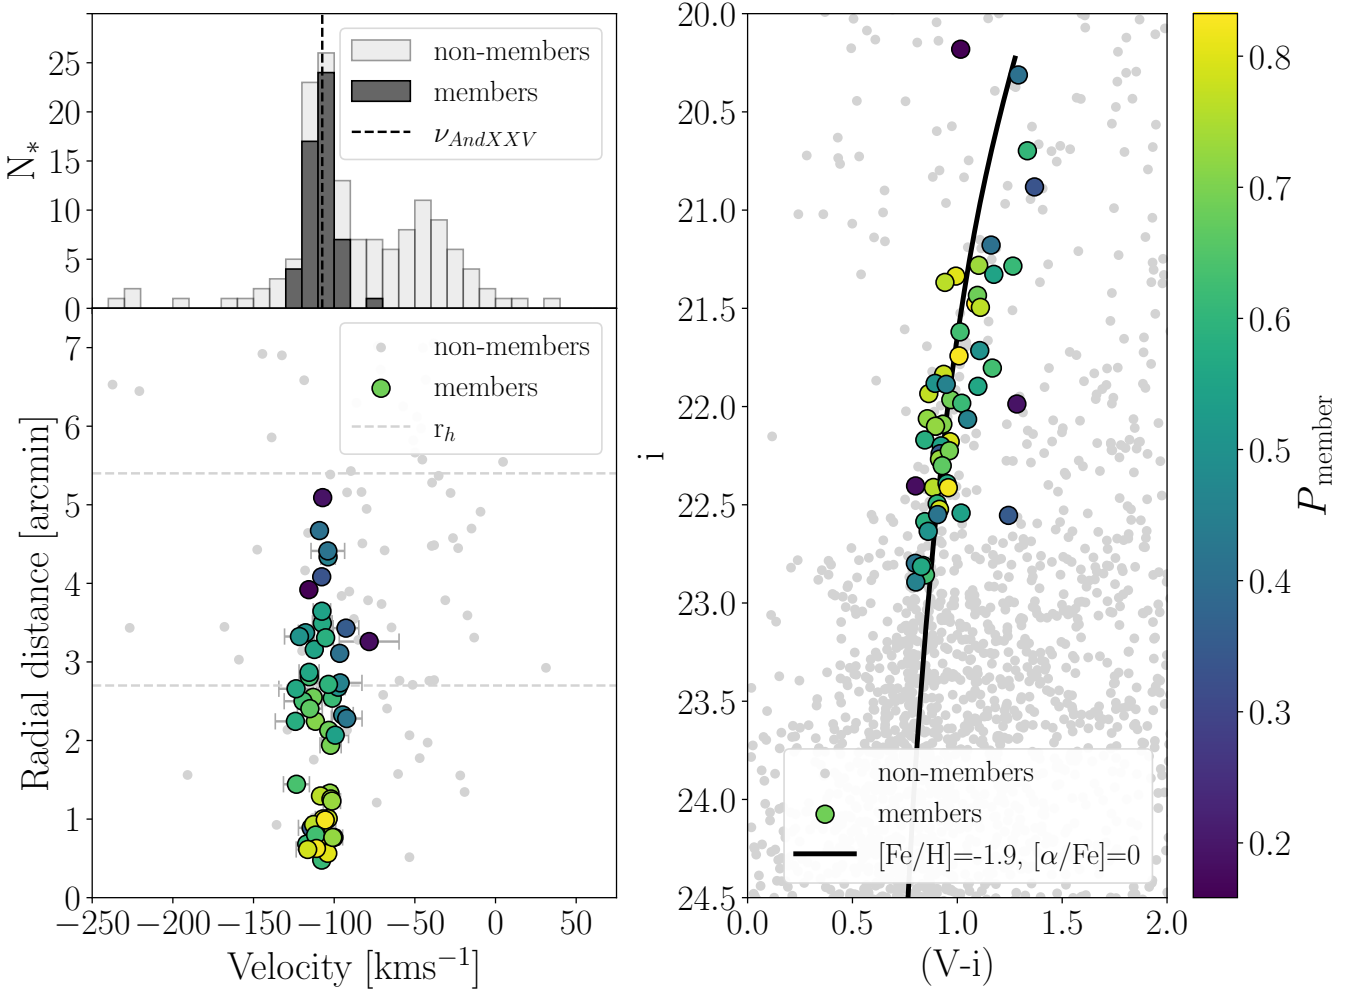 N*
25
20
15
10
5
0
non-members
members
ν_AndXXV
Radial distance [arcmin]
7
6
5
4
3
2
1
0
non-members
members
r_h
−250 −200 −150 −100 −50 0 50
Velocity [kms⁻¹]
i
20.0
20.5
21.0
21.5
22.0
22.5
23.0
23.5
24.0
24.5
non-members
members
[Fe/H]=-1.9, [α/Fe]=0
0.0 0.5 1.0 1.5 2.0
(V-i)
0.8
0.7
0.6
0.5
0.4
0.3
0.2
P_member